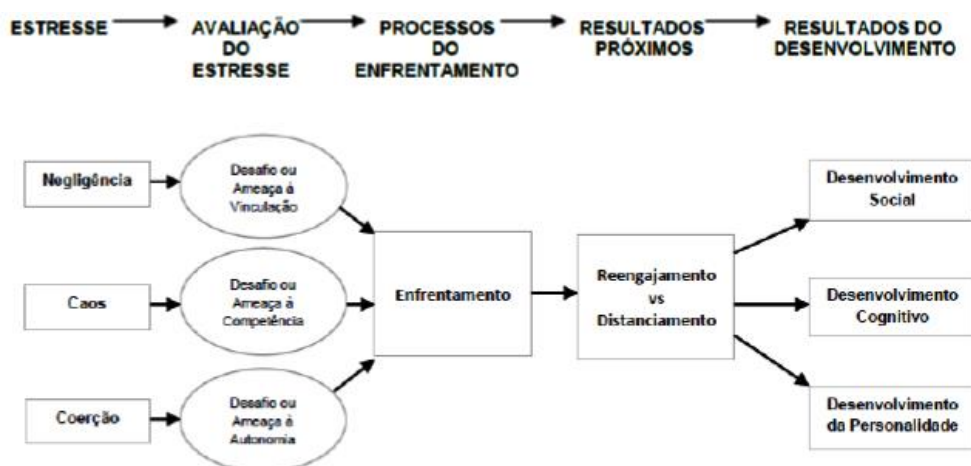 ESTRESSE
AVALIAÇÃO
DO
ESTRESSE
PROCESSOS
DO
ENFRENTAMENTO
RESULTADOS
PRÓXIMOS
RESULTADOS DO
DESENVOLVIMENTO
Negligência
Desafio ou
Ameaça à
Vinculação
Caos
Desafio ou
Ameaça à
Competência
Coerção
Desafio ou
Ameaça à
Autonomia
Enfrentamento
Reengajamento
vs
Distanciamento
Desenvolvimento
Social
Desenvolvimento
Cognitivo
Desenvolvimento
da Personalidade